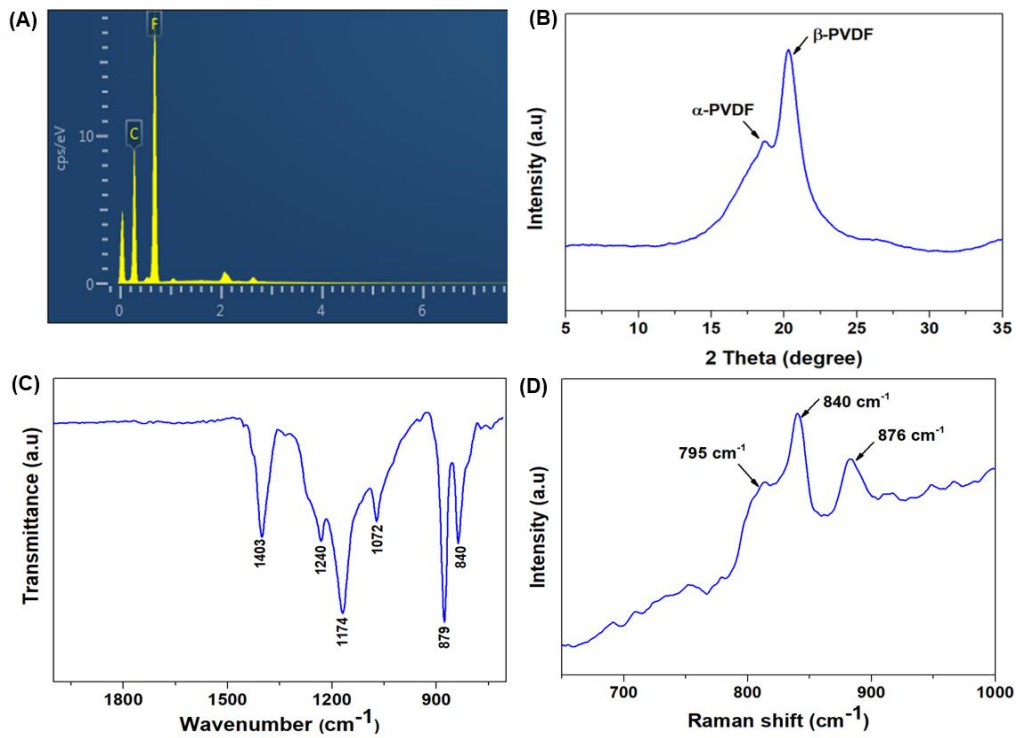 (A)
F
C
cps/eV
10
0
0 2 4 6
(B)
β-PVDF
α-PVDF
Intensity (a.u)
5 10 15 20 25 30 35
2 Theta (degree)
(C)
Transmittance (a.u)
1403
1240
1174
1072
879
840
1800 1500 1200 900
Wavenumber (cm-1)
(D)
840 cm-1
795 cm-1
876 cm-1
Intensity (a.u)
700 800 900 1000
Raman shift (cm-1)